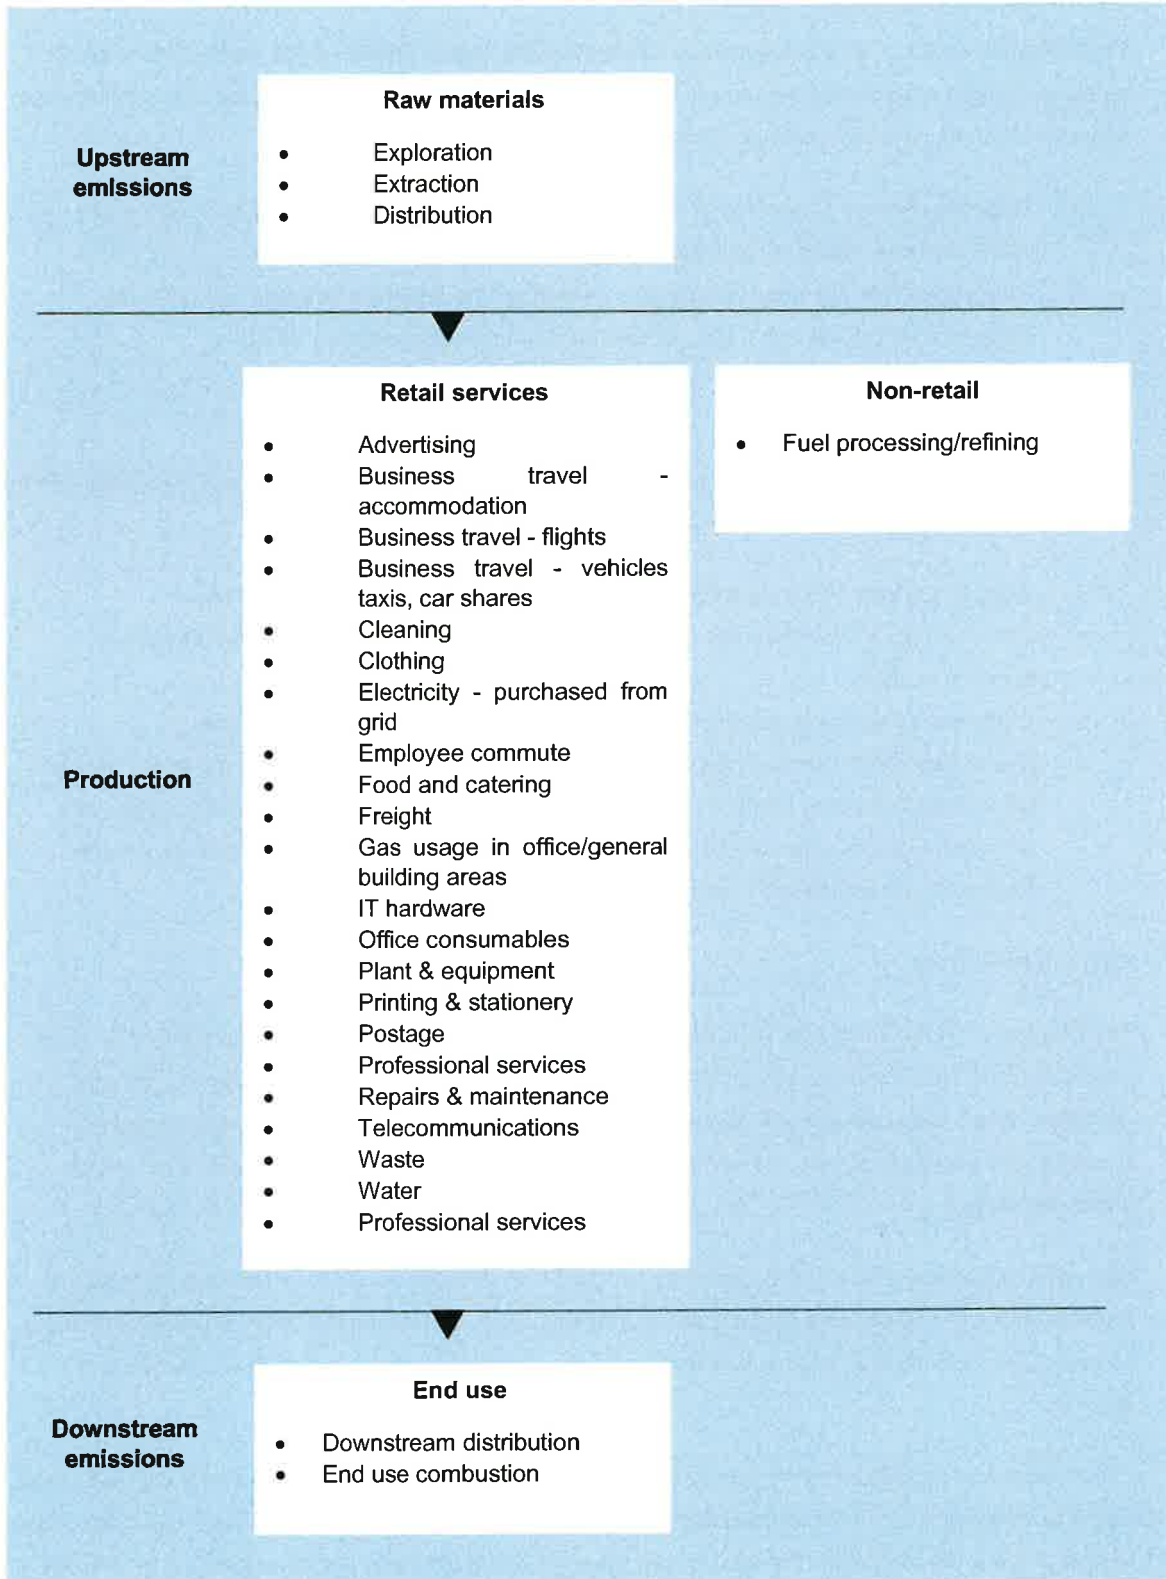 Raw materials
Upstream
emissions
• Exploration
• Extraction
• Distribution
Retail services
• Advertising
• Business travel -
accommodation
• Business travel - flights
• Business travel - vehicles
taxis, car shares
• Cleaning
• Clothing
• Electricity - purchased from
grid
• Employee commute
• Food and catering
• Freight
• Gas usage in office/general
building areas
• IT hardware
• Office consumables
• Plant & equipment
• Printing & stationery
• Postage
• Professional services
• Repairs & maintenance
• Telecommunications
• Waste
• Water
• Professional services
Non-retail
• Fuel processing/refining
Production
End use
Downstream
emissions
• Downstream distribution
• End use combustion